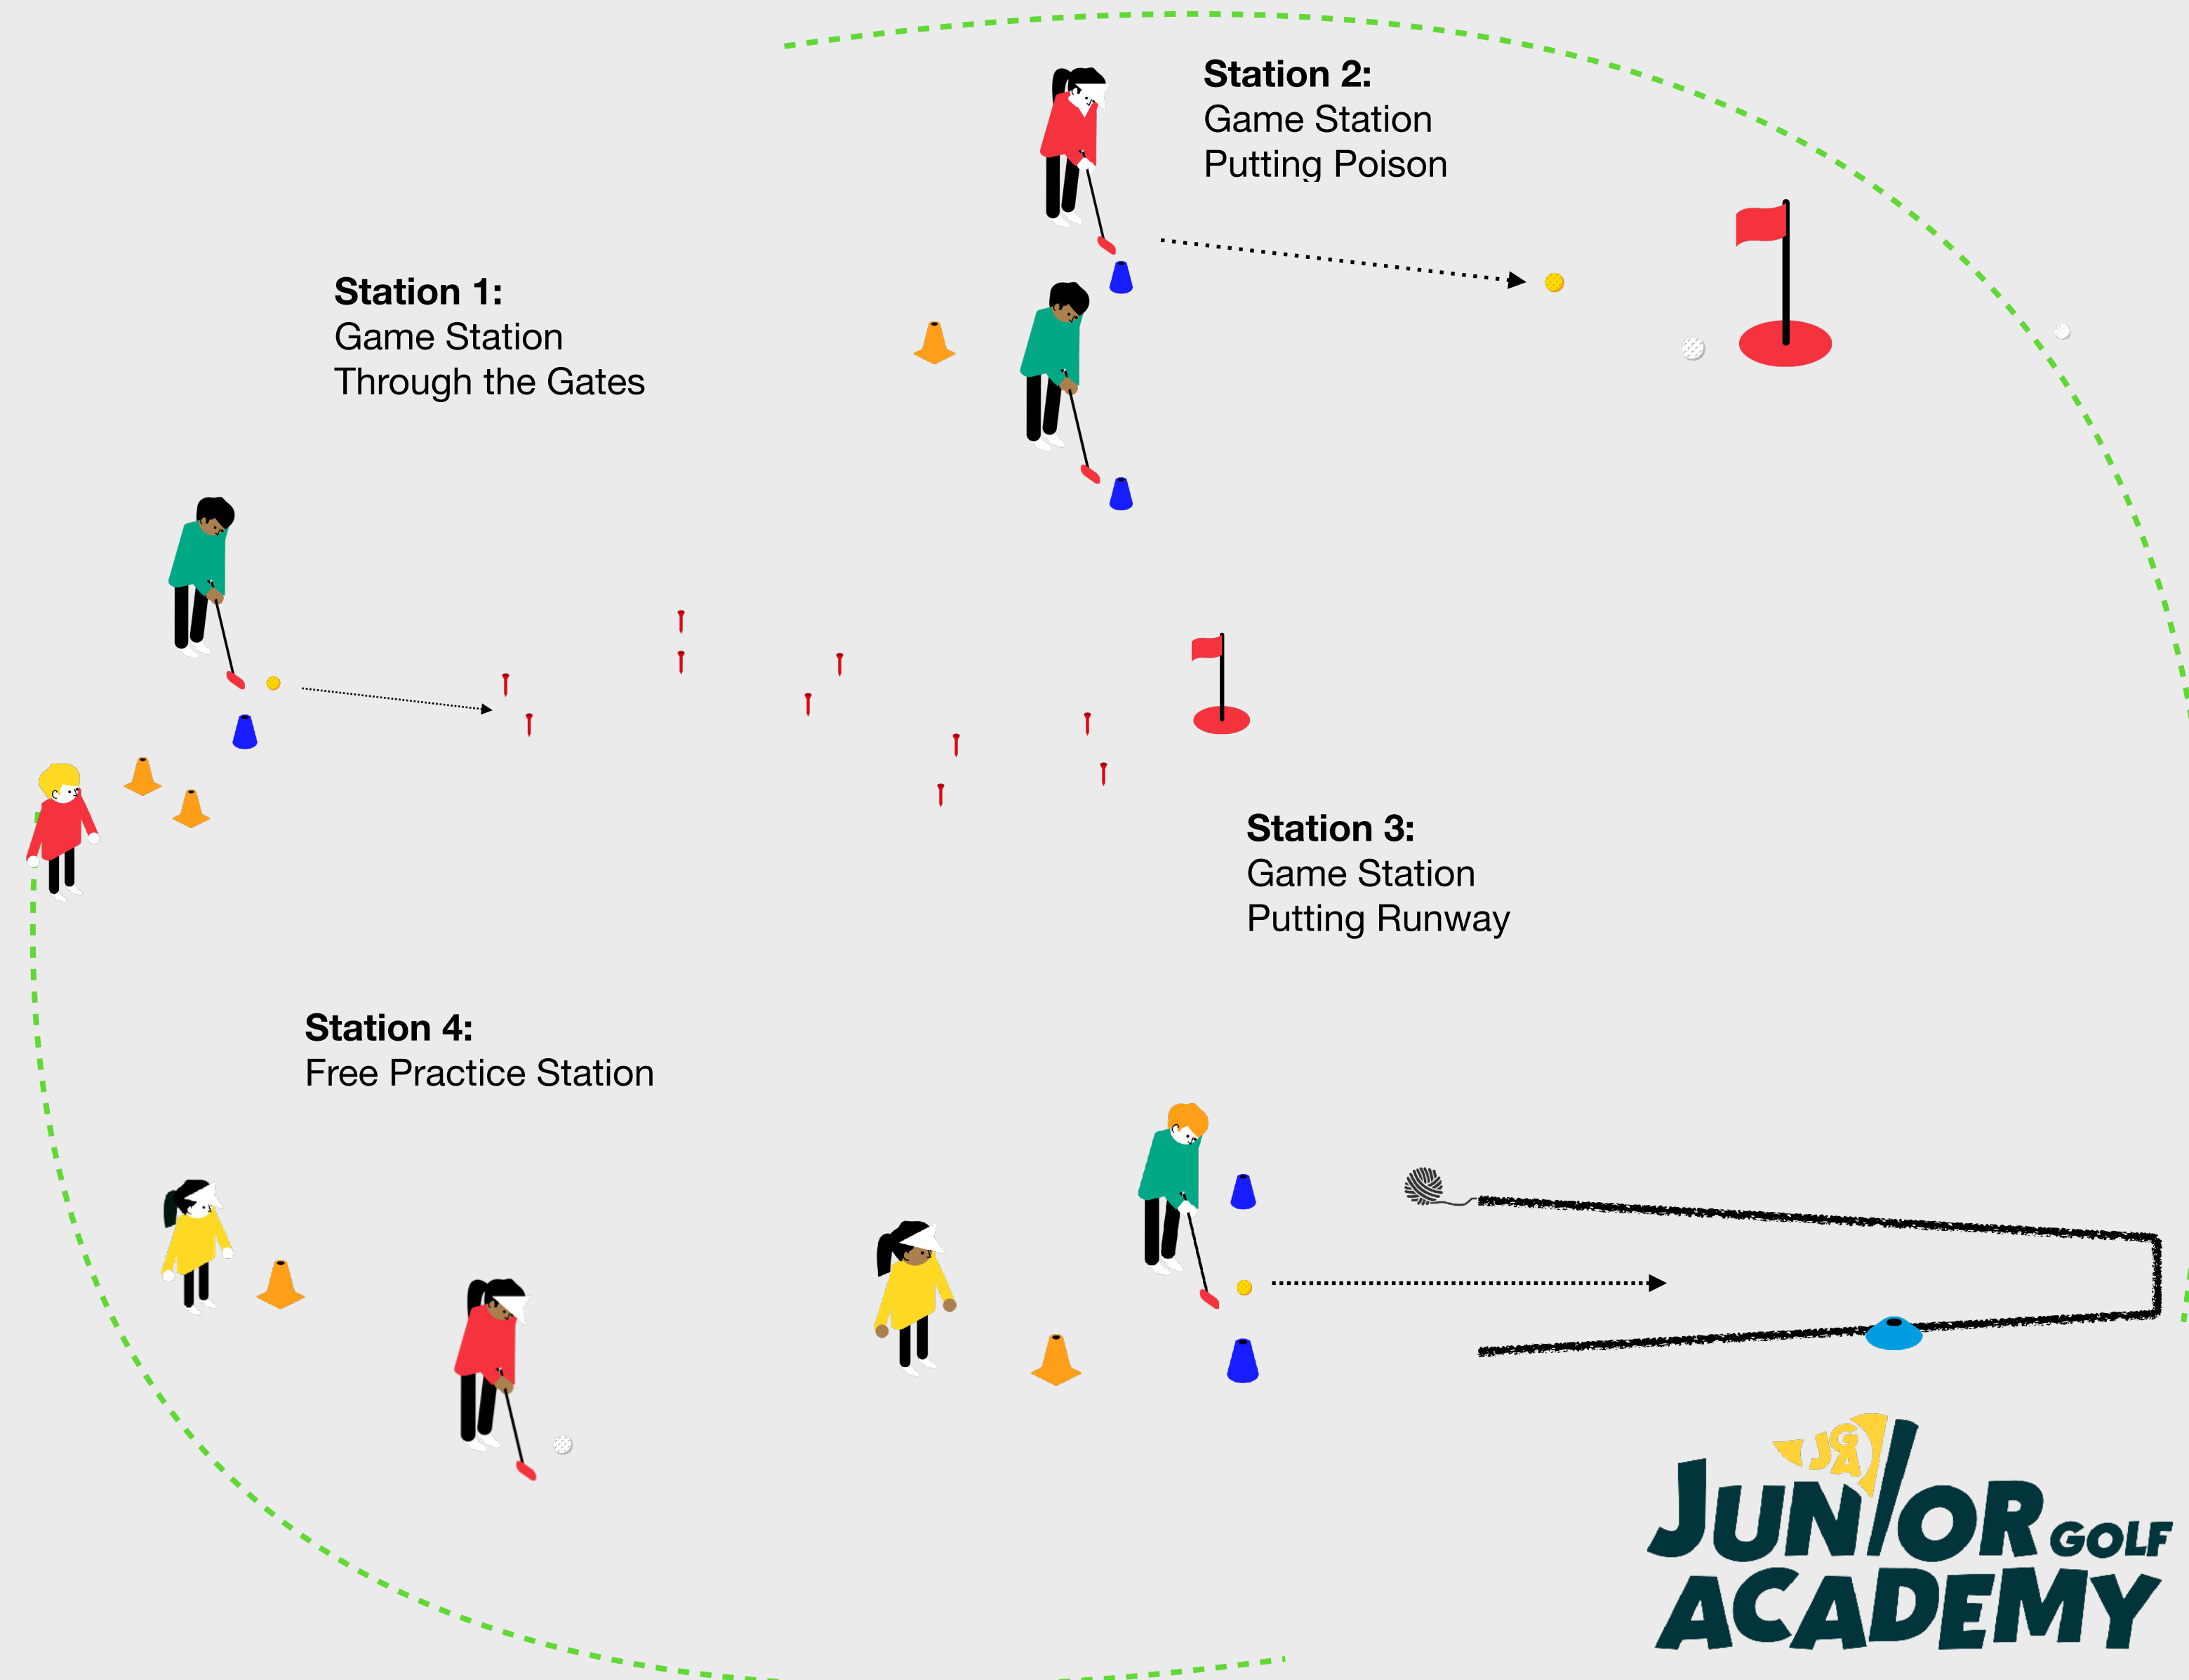 Station 2:
Game Station
Putting Poison
Station 1:
Game Station
Through the Gates
Station 3:
Game Station
Putting Runway
Station 4:
Free Practice Station
JGA
JUNIOR GOLF
ACADEMY